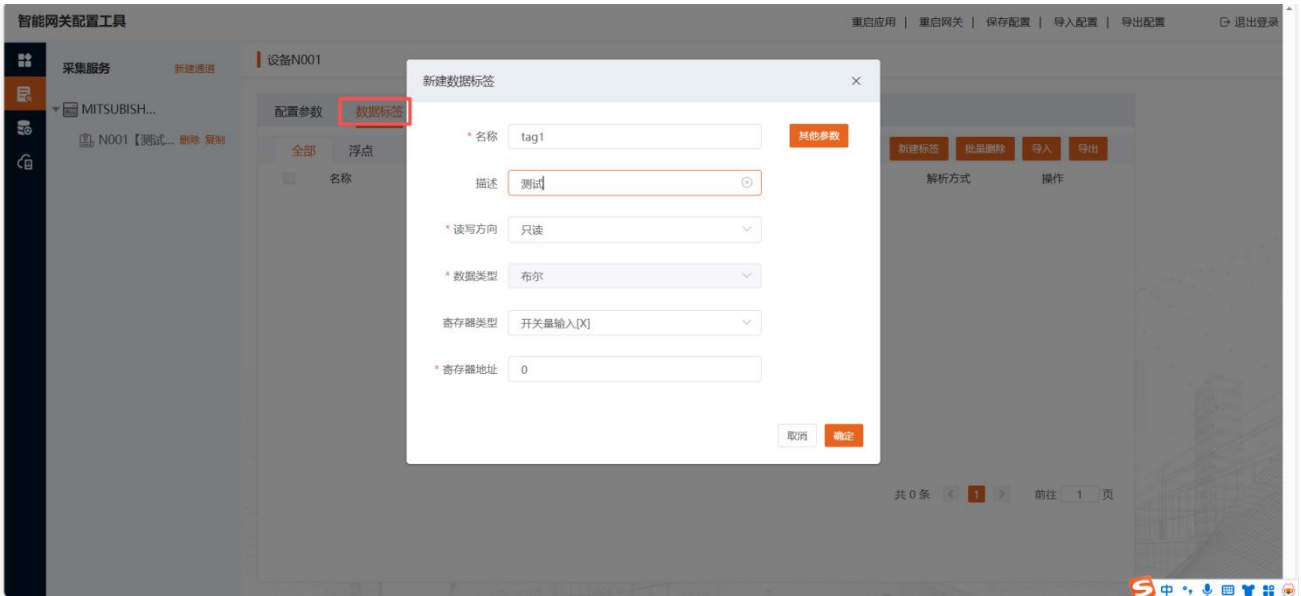 智能网关配置工具
重启应用 | 重启网关 | 保存配置 | 导入配置 | 导出配置 退出登录
采集服务 新建通道
设备N001
MITSUBISH...
N001【测试... 删除 复制
配置参数 数据标签
全部 浮点
新建标签 批量删除 导入 导出
名称 解析方式 操作
新建数据标签
* 名称 tag1 其他参数
描述 测试
* 读写方向 只读
* 数据类型 布尔
寄存器类型 开关量输入[X]
* 寄存器地址 0
取消 确定
共 0 条 1 前往 1 页
中